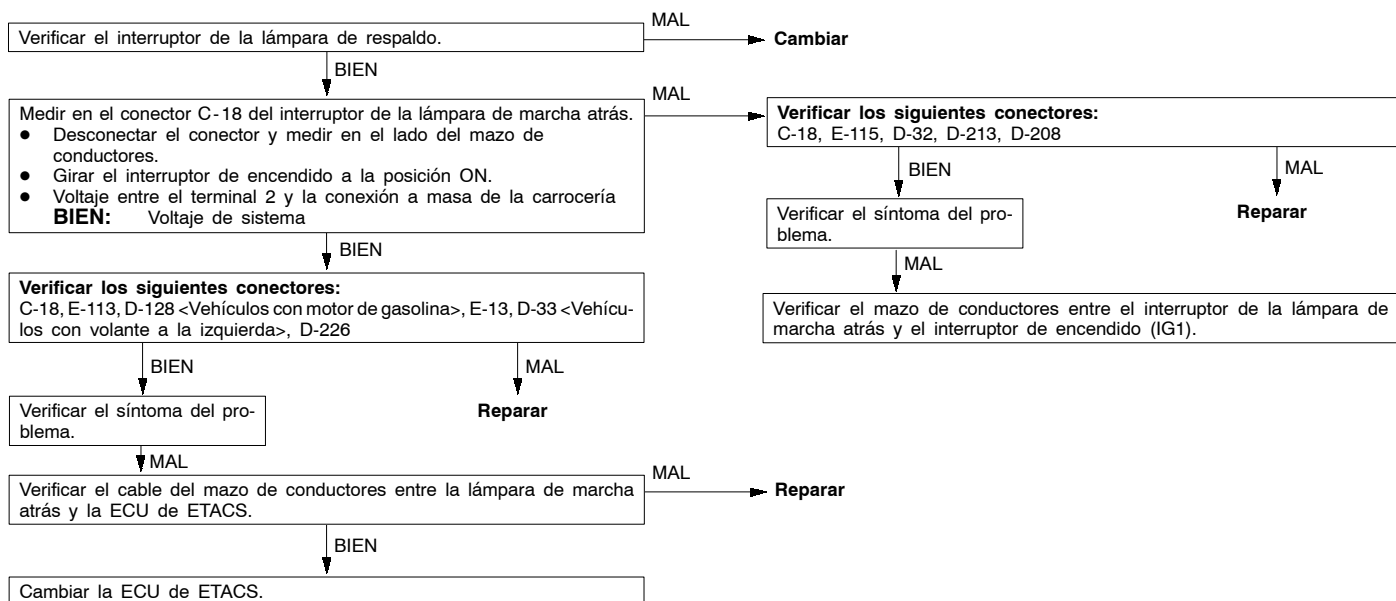 Verificar el interruptor de la lámpara de respaldo.
MAL
Cambiar
BIEN
Medir en el conector C-18 del interruptor de la lámpara de marcha atrás.
● Desconectar el conector y medir en el lado del mazo de
conductores.
● Girar el interruptor de encendido a la posición ON.
● Voltaje entre el terminal 2 y la conexión a masa de la carrocería
BIEN: Voltaje de sistema
MAL
Verificar los siguientes conectores:
C-18, E-115, D-32, D-213, D-208
BIEN
MAL
Verificar el síntoma del pro-
blema.
Reparar
MAL
Verificar el mazo de conductores entre el interruptor de la lámpara de
marcha atrás y el interruptor de encendido (IG1).
BIEN
Verificar los siguientes conectores:
C-18, E-113, D-128 <Vehículos con motor de gasolina>, E-13, D-33 <Vehícu-
los con volante a la izquierda>, D-226
BIEN
MAL
Verificar el síntoma del pro-
blema.
Reparar
MAL
Verificar el cable del mazo de conductores entre la lámpara de marcha
atrás y la ECU de ETACS.
MAL
Reparar
BIEN
Cambiar la ECU de ETACS.